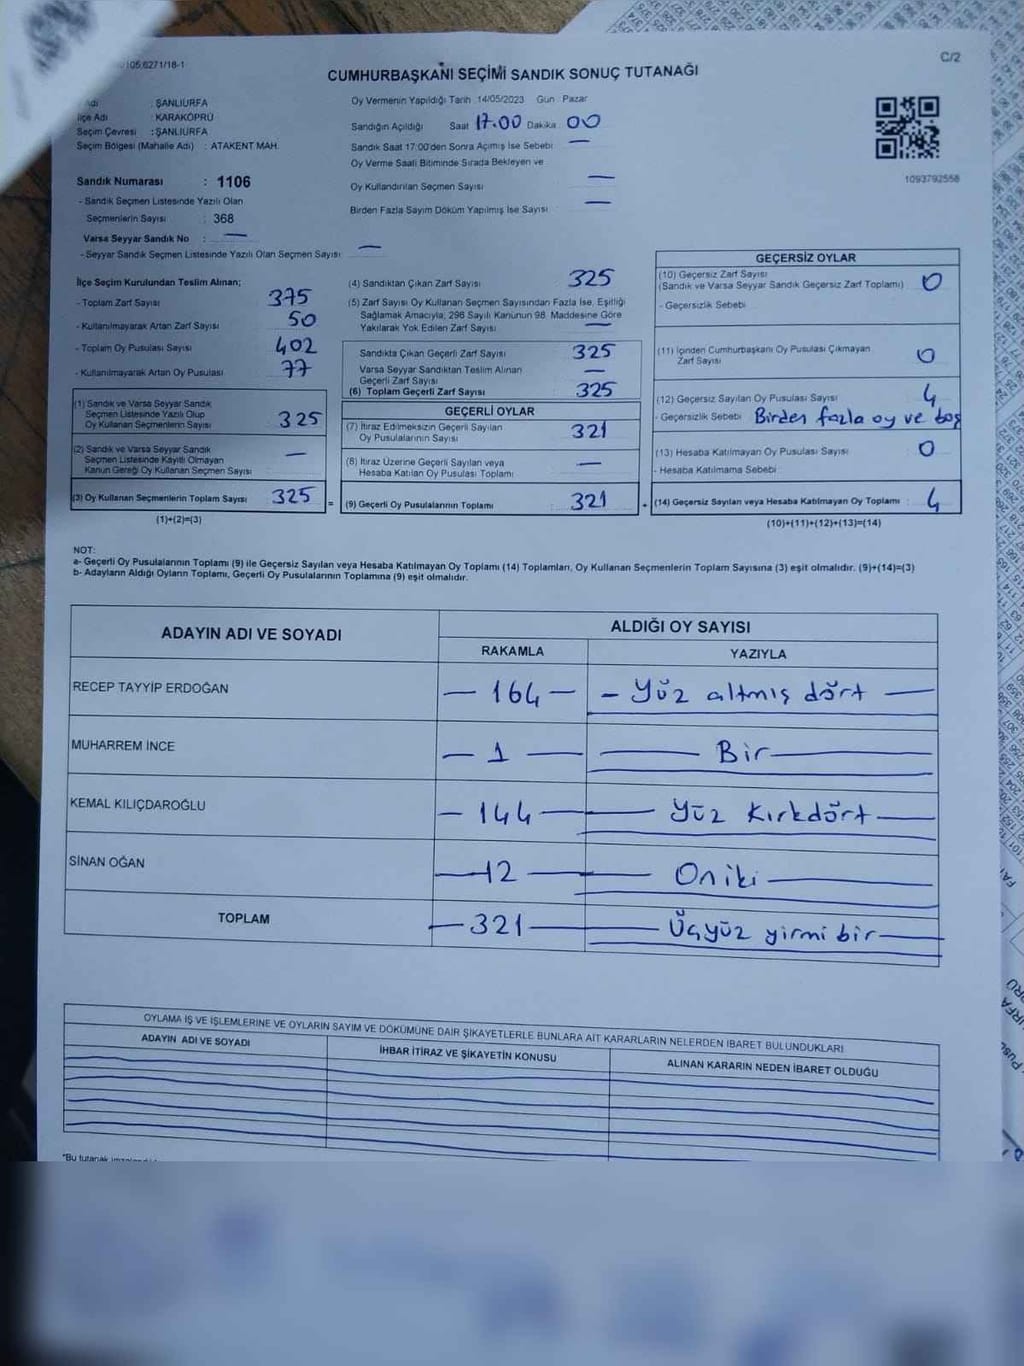 105.6271/18-1
C/2
CUMHURBAŞKANI SEÇİMİ SANDIK SONUÇ TUTANAĞI
: ŞANLIURFA
İlçe Adı : KARAKÖPRÜ
Seçim Çevresi : ŞANLIURFA
Seçim Bölgesi (Mahalle Adı) : ATAKENT MAH.
Sandık Numarası : 1106
- Sandık Seçmen Listesinde Yazılı Olan
Seçmenlerin Sayısı : 368
Varsa Seyyar Sandık No : —
- Seyyar Sandık Seçmen Listesinde Yazılı Olan Seçmen Sayısı : —
Oy Vermenin Yapıldığı Tarih : 14/05/2023 Gün : Pazar
Sandığın Açıldığı Saat 17.00 Dakika 00
Sandık Saat 17:00'den Sonra Açımış İse Sebebi : —
Oy Verme Saati Bitiminde Sırada Bekleyen ve
Oy Kullandırılan Seçmen Sayısı —
Birden Fazla Sayım Döküm Yapılmış İse Sayısı —
1093792558
İlçe Seçim Kurulundan Teslim Alınan;
- Toplam Zarf Sayısı : 375
- Kullanılmayarak Artan Zarf Sayısı : 50
- Toplam Oy Pusulası Sayısı : 402
- Kullanılmayarak Artan Oy Pusulası : 77
(1) Sandık ve Varsa Seyyar Sandık
Seçmen Listesinde Yazılı Olup
Oy Kullanan Seçmenlerin Sayısı : 325
(2) Sandık ve Varsa Seyyar Sandık
Seçmen Listesinde Kayıtlı Olmayan
Kanun Gereği Oy Kullanan Seçmen Sayısı : —
(3) Oy Kullanan Seçmenlerin Toplam Sayısı : 325
(1)+(2)=(3)
=
(4) Sandıktan Çıkan Zarf Sayısı : 325
(5) Zarf Sayısı Oy Kullanan Seçmen Sayısından Fazla İse, Eşitliği
Sağlamak Amacıyla, 298 Sayılı Kanunun 98. Maddesine Göre
Yakılarak Yok Edilen Zarf Sayısı : —
Sandıkta Çıkan Geçerli Zarf Sayısı : 325
Varsa Seyyar Sandıktan Teslim Alınan
Geçerli Zarf Sayısı : —
(6) Toplam Geçerli Zarf Sayısı : 325
GEÇERLİ OYLAR
(7) İtiraz Edilmeksizin Geçerli Sayılan
Oy Pusulalarının Sayısı : 321
(8) İtiraz Üzerine Geçerli Sayılan veya
Hesaba Katılan Oy Pusulası Toplamı : —
(9) Geçerli Oy Pusulalarının Toplamı : 321
+
GEÇERSİZ OYLAR
(10) Geçersiz Zarf Sayısı
(Sandık ve Varsa Seyyar Sandık Geçersiz Zarf Toplamı) : 0
- Geçersizlik Sebebi :
(11) İçinden Cumhurbaşkanı Oy Pusulası Çıkmayan
Zarf Sayısı : 0
(12) Geçersiz Sayılan Oy Pusulası Sayısı : 4
- Geçersizlik Sebebi : Birden fazla oy ve boş
(13) Hesaba Katılmayan Oy Pusulası Sayısı : 0
- Hesaba Katılmama Sebebi :
(14) Geçersiz Sayılan veya Hesaba Katılmayan Oy Toplamı : 4
(10)+(11)+(12)+(13)=(14)
NOT:
a- Geçerli Oy Pusulalarının Toplamı (9) ile Geçersiz Sayılan veya Hesaba Katılmayan Oy Toplamı (14) Toplamları, Oy Kullanan Seçmenlerin Toplam Sayısına (3) eşit olmalıdır. (9)+(14)=(3)
b- Adayların Aldığı Oyların Toplamı, Geçerli Oy Pusulalarının Toplamına (9) eşit olmalıdır.
ADAYIN ADI VE SOYADI
ALDIĞI OY SAYISI
RAKAMLA YAZIYLA
RECEP TAYYİP ERDOĞAN — 164 — — Yüz altmış dört —
MUHARREM İNCE — 1 — — Bir —
KEMAL KILIÇDAROĞLU — 144 — — Yüz Kırkdört —
SİNAN OĞAN — 12 — — Oniki —
TOPLAM — 321 — — Üçyüz yirmi bir —
OYLAMA İŞ VE İŞLEMLERİNE VE OYLARIN SAYIM VE DÖKÜMÜNE DAİR ŞİKAYETLERLE BUNLARA AİT KARARLARIN NELERDEN İBARET BULUNDUKLARI
ADAYIN ADI VE SOYADI İHBAR İTİRAZ VE ŞİKAYETİN KONUSU ALINAN KARARIN NEDEN İBARET OLDUĞU
*Bu tutanak